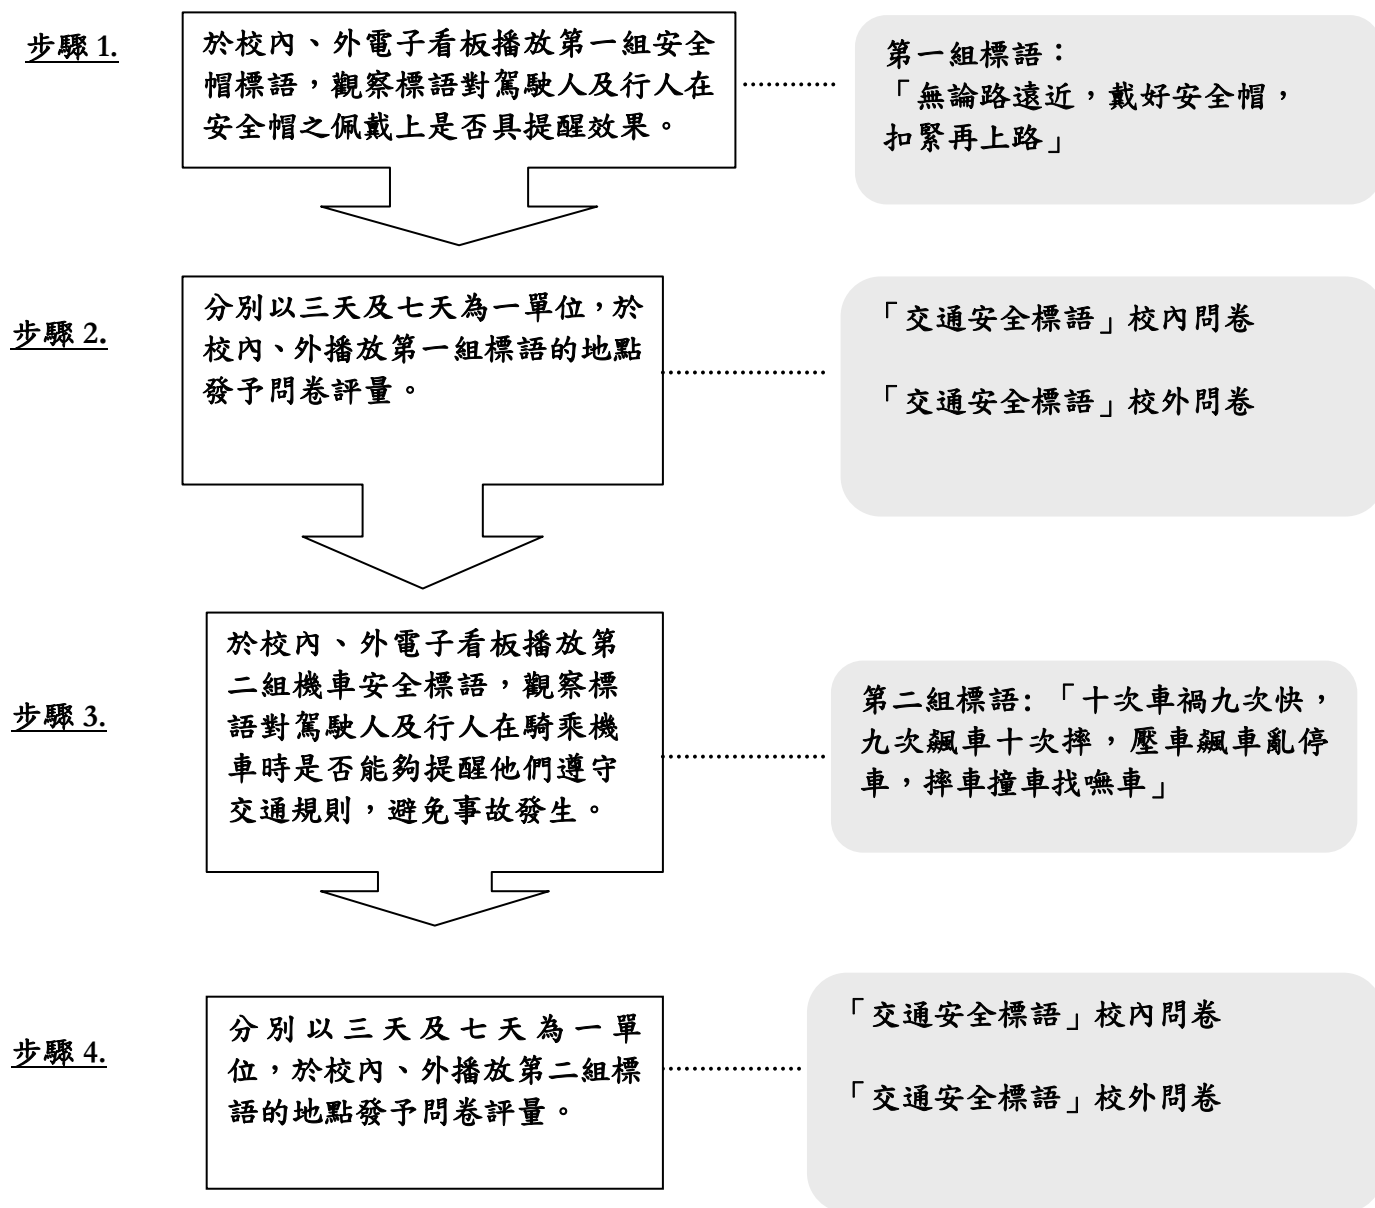 步驟 1.
於校內、外電子看板播放第一組安全
帽標語，觀察標語對駕駛人及行人在
安全帽之佩戴上是否具提醒效果。
第一組標語：
「無論路遠近，戴好安全帽，
扣緊再上路」
步驟 2.
分別以三天及七天為一單位，於
校內、外播放第一組標語的地點
發予問卷評量。
「交通安全標語」校內問卷
「交通安全標語」校外問卷
步驟 3.
於校內、外電子看板播放第
二組機車安全標語，觀察標
語對駕駛人及行人在騎乘機
車時是否能夠提醒他們遵守
交通規則，避免事故發生。
第二組標語: 「十次車禍九次快，
九次飆車十次摔，壓車飆車亂停
車，摔車撞車找嘸車」
步驟 4.
分別以三天及七天為一單
位，於校內、外播放第二組標
語的地點發予問卷評量。
「交通安全標語」校內問卷
「交通安全標語」校外問卷